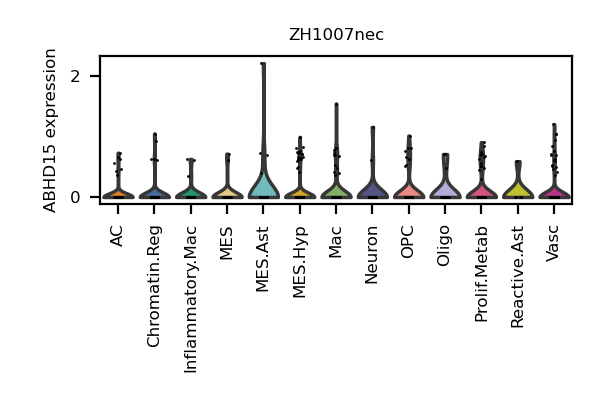 ZH1007nec
ABHD15 expression
2
0
AC
Chromatin.Reg
Inflammatory.Mac
MES
MES.Ast
MES.Hyp
Mac
Neuron
OPC
Oligo
Prolif.Metab
Reactive.Ast
Vasc